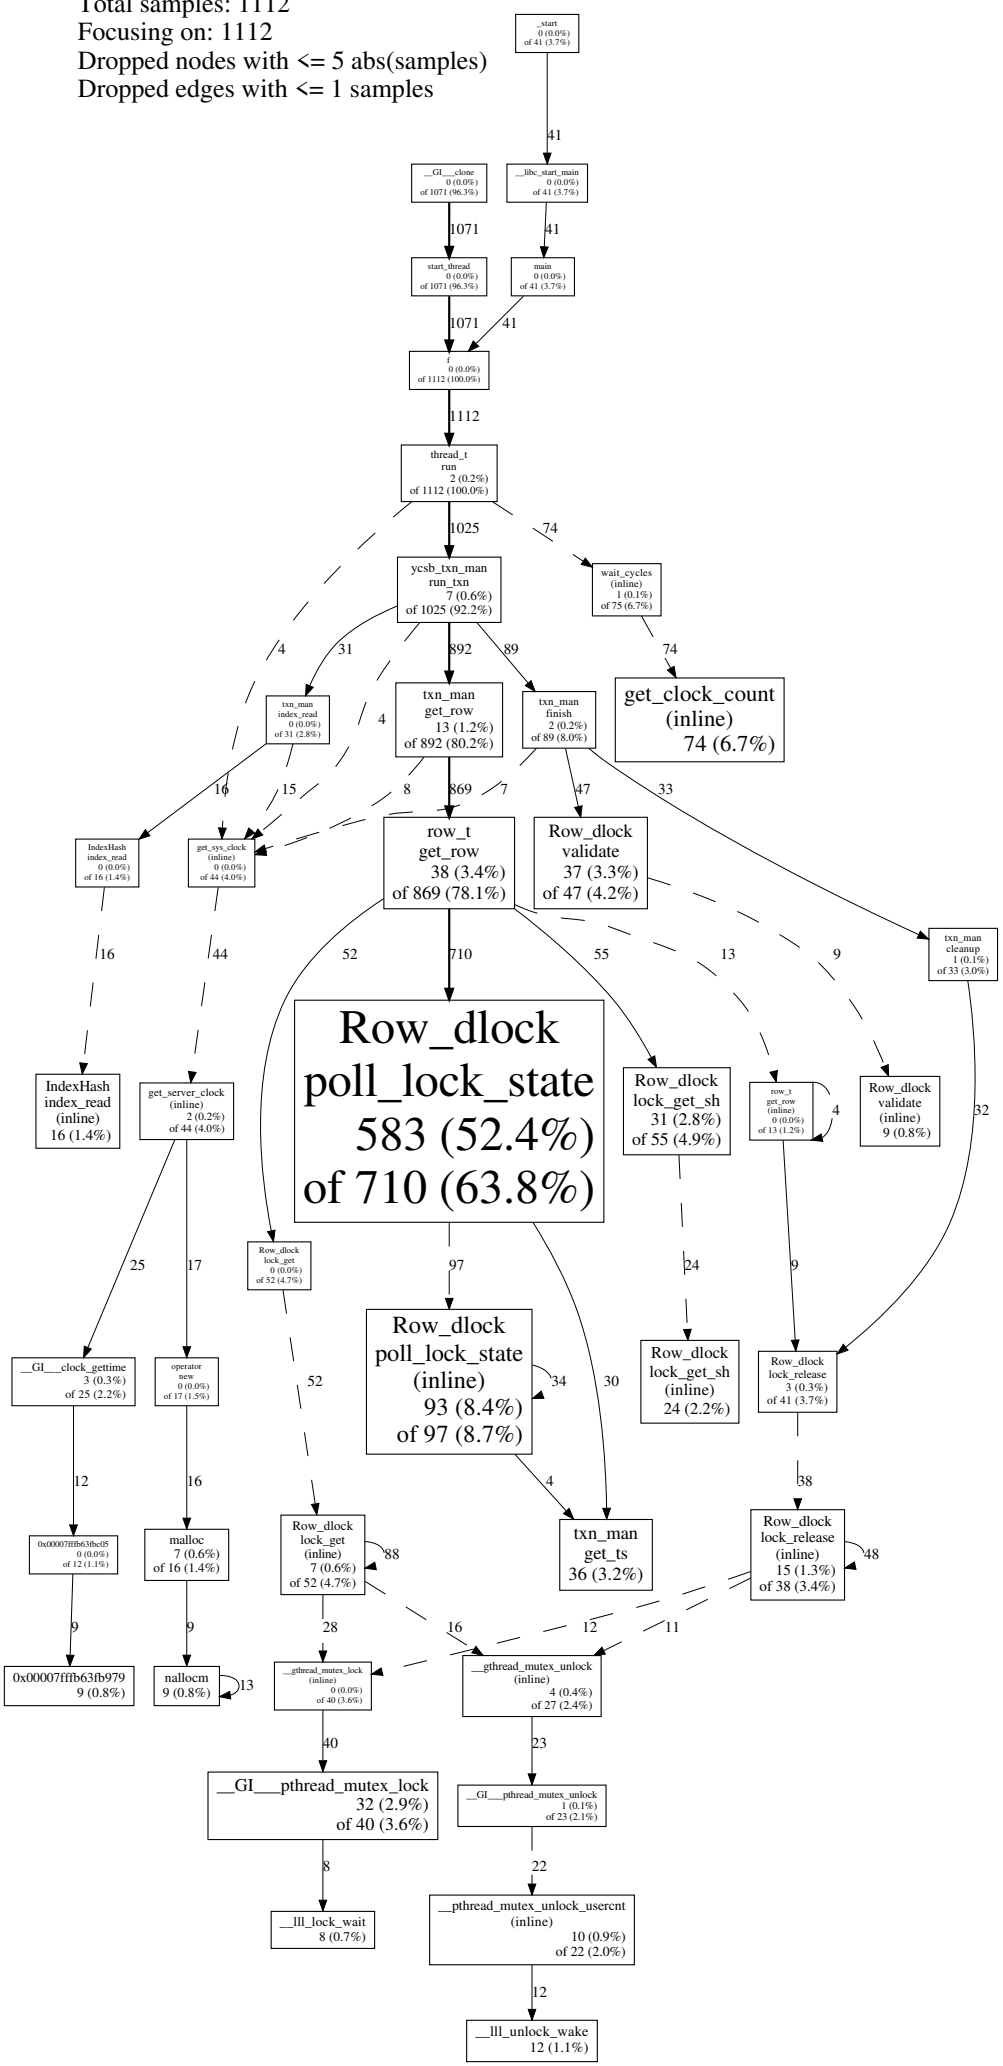 Total samples: 1112
Focusing on: 1112
Dropped nodes with <= 5 abs(samples)
Dropped edges with <= 1 samples
_start
0 (0.0%)
of 41 (3.7%)
41
__GI___clone
0 (0.0%)
of 1071 (96.3%)
__libc_start_main
0 (0.0%)
of 41 (3.7%)
1071
41
start_thread
0 (0.0%)
of 1071 (96.3%)
main
0 (0.0%)
of 41 (3.7%)
1071
41
f
0 (0.0%)
of 1112 (100.0%)
1112
thread_t
run
2 (0.2%)
of 1112 (100.0%)
1025
74
ycsb_txn_man
run_txn
7 (0.6%)
of 1025 (92.2%)
wait_cycles
(inline)
1 (0.1%)
of 75 (6.7%)
4
31
892
89
74
txn_man
index_read
0 (0.0%)
of 31 (2.8%)
4
txn_man
get_row
13 (1.2%)
of 892 (80.2%)
txn_man
finish
2 (0.2%)
of 89 (8.0%)
get_clock_count
(inline)
74 (6.7%)
16
15
8
869
7
47
33
IndexHash
index_read
0 (0.0%)
of 16 (1.4%)
get_sys_clock
(inline)
0 (0.0%)
of 44 (4.0%)
row_t
get_row
38 (3.4%)
of 869 (78.1%)
Row_dlock
validate
37 (3.3%)
of 47 (4.2%)
txn_man
cleanup
1 (0.1%)
of 33 (3.0%)
16
44
52
710
55
13
9
IndexHash
index_read
(inline)
16 (1.4%)
get_server_clock
(inline)
2 (0.2%)
of 44 (4.0%)
Row_dlock
poll_lock_state
583 (52.4%)
of 710 (63.8%)
Row_dlock
lock_get_sh
31 (2.8%)
of 55 (4.9%)
row_t
get_row
(inline)
0 (0.0%)
of 13 (1.2%)
4
Row_dlock
validate
(inline)
9 (0.8%)
32
25
17
Row_dlock
lock_get
0 (0.0%)
of 52 (4.7%)
97
24
9
__GI___clock_gettime
3 (0.3%)
of 25 (2.2%)
operator
new
0 (0.0%)
of 17 (1.5%)
52
Row_dlock
poll_lock_state
(inline)
93 (8.4%)
of 97 (8.7%)
34
30
Row_dlock
lock_get_sh
(inline)
24 (2.2%)
Row_dlock
lock_release
3 (0.3%)
of 41 (3.7%)
12
16
4
38
0x00007fffb63fbc05
0 (0.0%)
of 12 (1.1%)
malloc
7 (0.6%)
of 16 (1.4%)
Row_dlock
lock_get
(inline)
7 (0.6%)
of 52 (4.7%)
88
txn_man
get_ts
36 (3.2%)
Row_dlock
lock_release
(inline)
15 (1.3%)
of 38 (3.4%)
48
9
9
28
16
12
11
0x00007fffb63fb979
9 (0.8%)
nallocm
9 (0.8%)
13
__gthread_mutex_lock
(inline)
0 (0.0%)
of 40 (3.6%)
__gthread_mutex_unlock
(inline)
4 (0.4%)
of 27 (2.4%)
40
23
__GI___pthread_mutex_lock
32 (2.9%)
of 40 (3.6%)
__GI___pthread_mutex_unlock
1 (0.1%)
of 23 (2.1%)
8
22
__lll_lock_wait
8 (0.7%)
__pthread_mutex_unlock_usercnt
(inline)
10 (0.9%)
of 22 (2.0%)
12
__lll_unlock_wake
12 (1.1%)